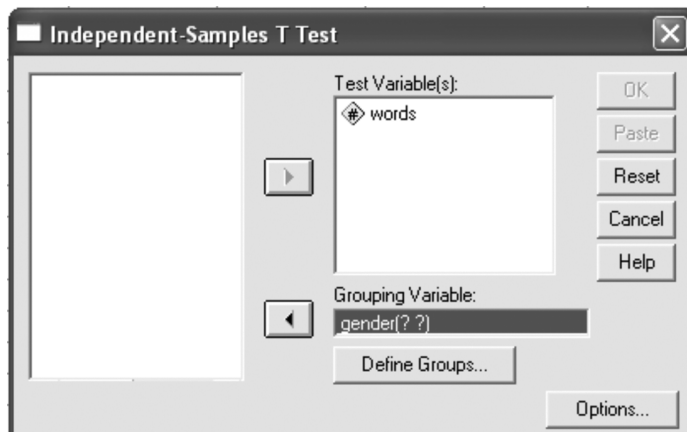 Independent-Samples T Test
Test Variable(s):
# words
OK
Paste
Reset
Cancel
Help
Grouping Variable:
gender(? ?)
Define Groups...
Options...